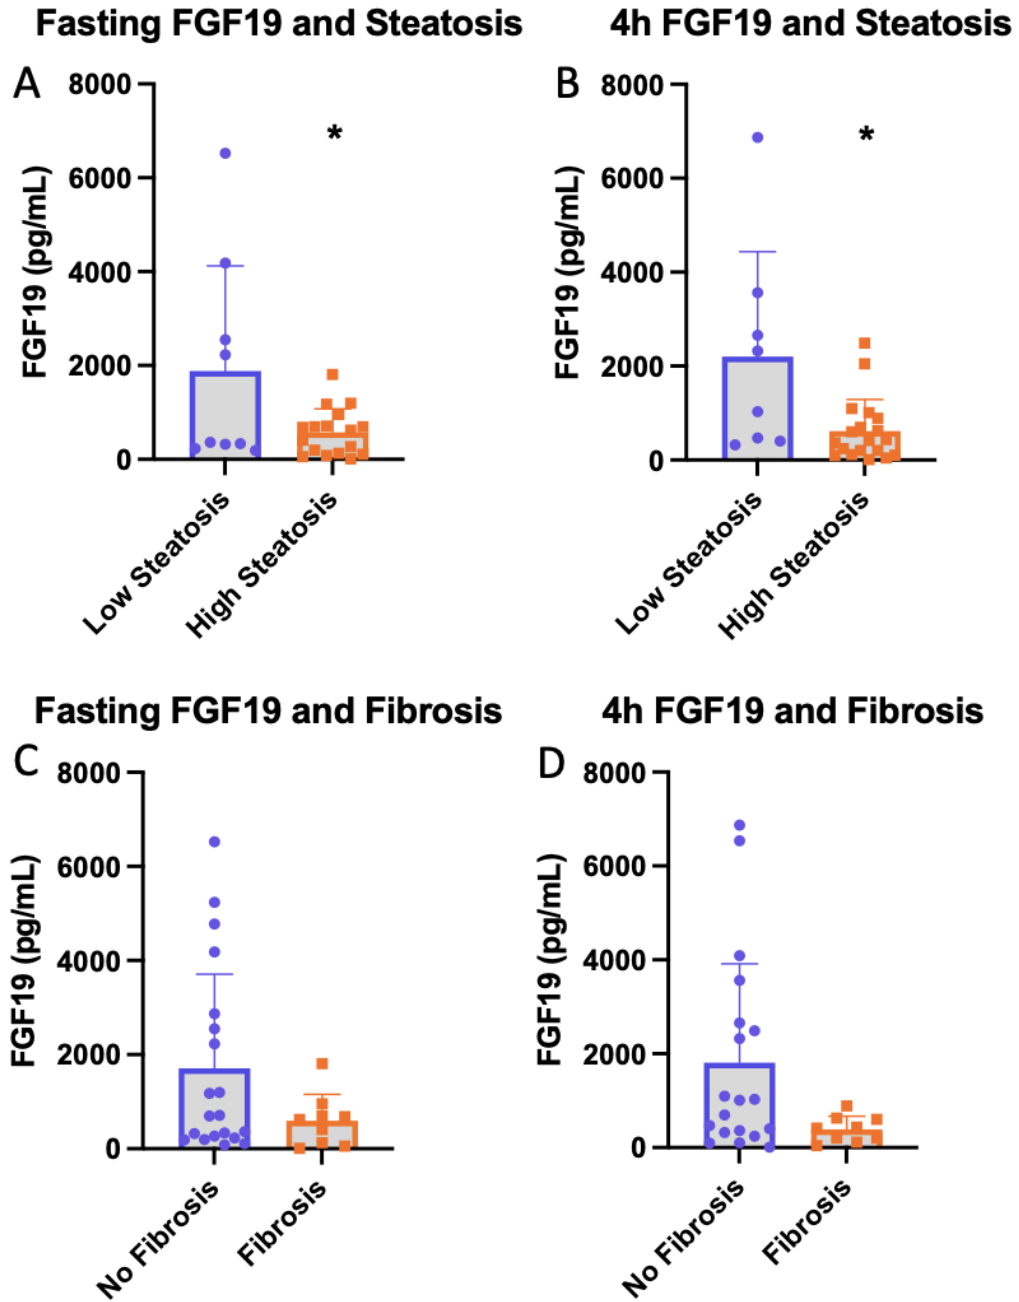 Fasting FGF19 and Steatosis
A
8000
6000
4000
2000
0
FGF19 (pg/mL)
*
Low Steatosis
High Steatosis
4h FGF19 and Steatosis
B
8000
6000
4000
2000
0
FGF19 (pg/mL)
*
Low Steatosis
High Steatosis
Fasting FGF19 and Fibrosis
C
8000
6000
4000
2000
0
FGF19 (pg/mL)
No Fibrosis
Fibrosis
4h FGF19 and Fibrosis
D
8000
6000
4000
2000
0
FGF19 (pg/mL)
No Fibrosis
Fibrosis